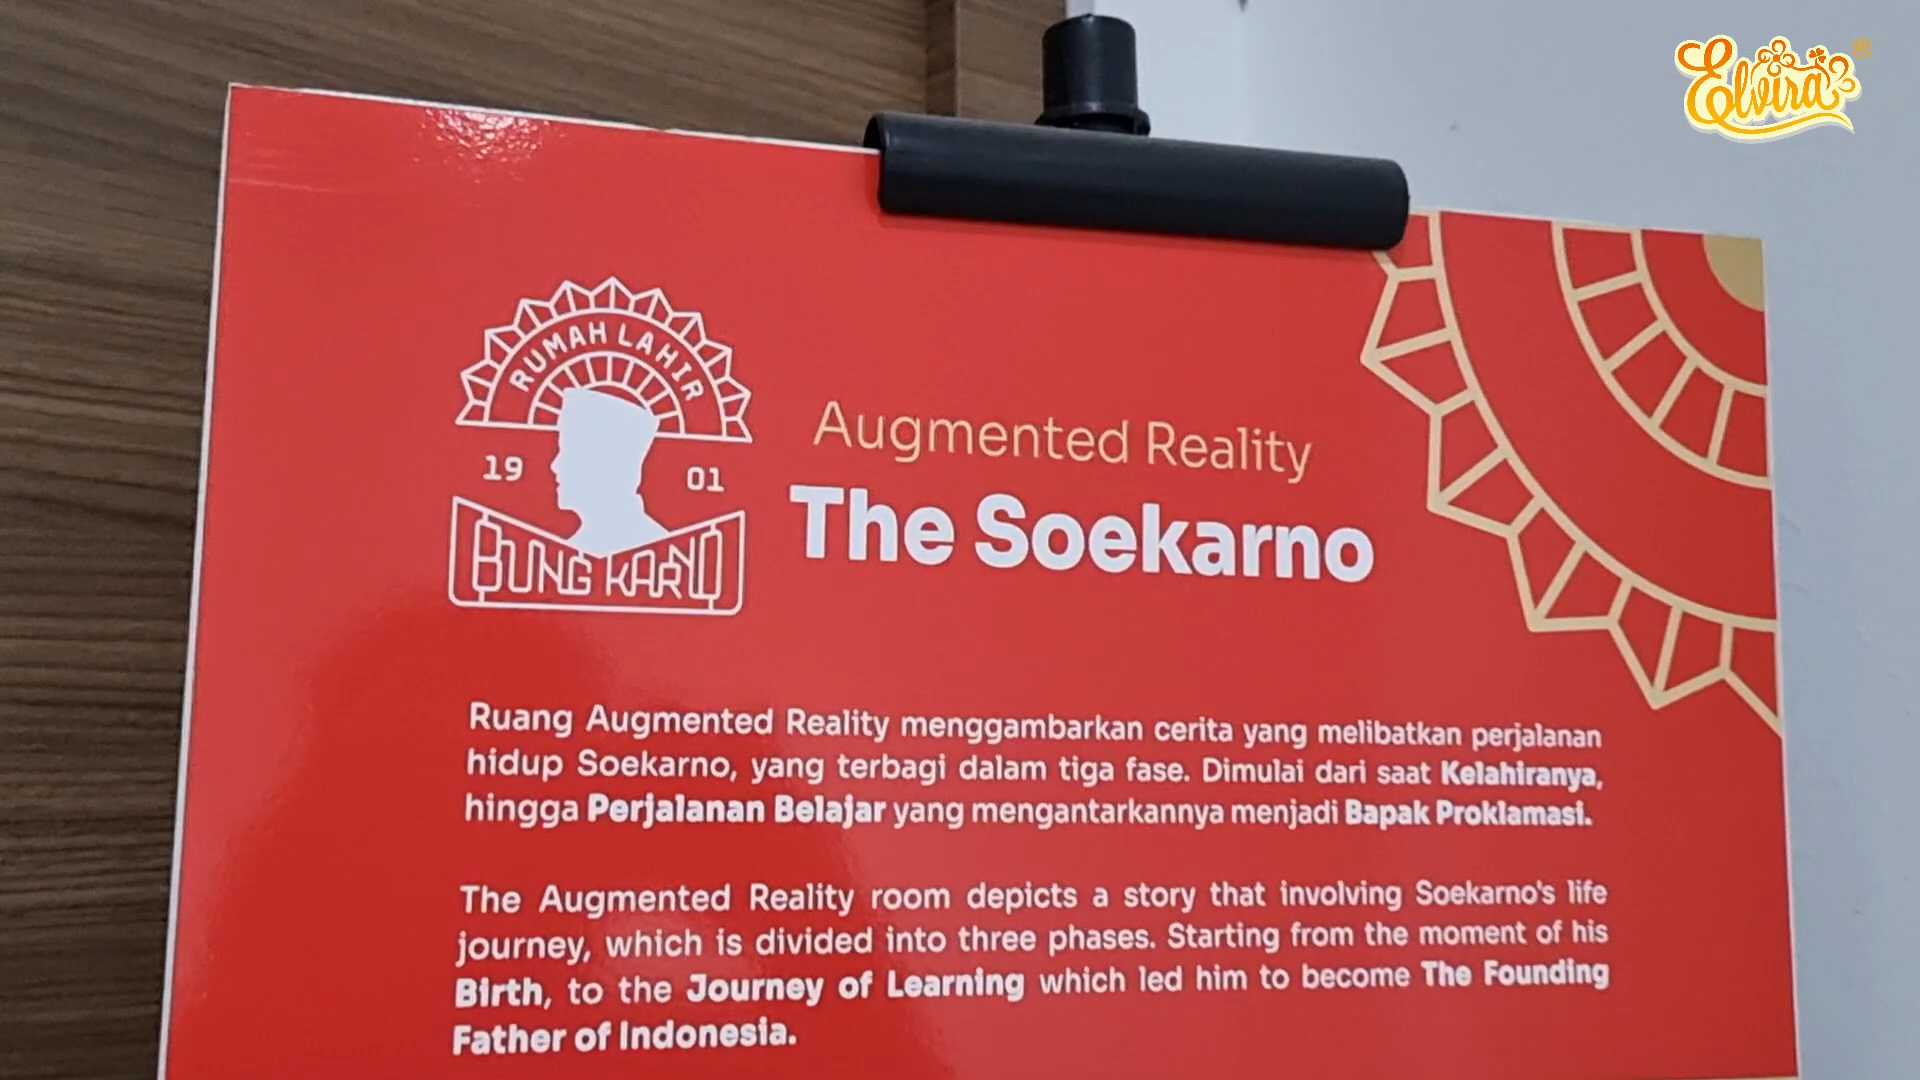 Elvira®
RUMAH LAHIR
19 01
BUNG KARNO
Augmented Reality
The Soekarno
Ruang Augmented Reality menggambarkan cerita yang melibatkan perjalanan
hidup Soekarno, yang terbagi dalam tiga fase. Dimulai dari saat Kelahiranya,
hingga Perjalanan Belajar yang mengantarkannya menjadi Bapak Proklamasi.
The Augmented Reality room depicts a story that involving Soekarno's life
journey, which is divided into three phases. Starting from the moment of his
Birth, to the Journey of Learning which led him to become The Founding
Father of Indonesia.